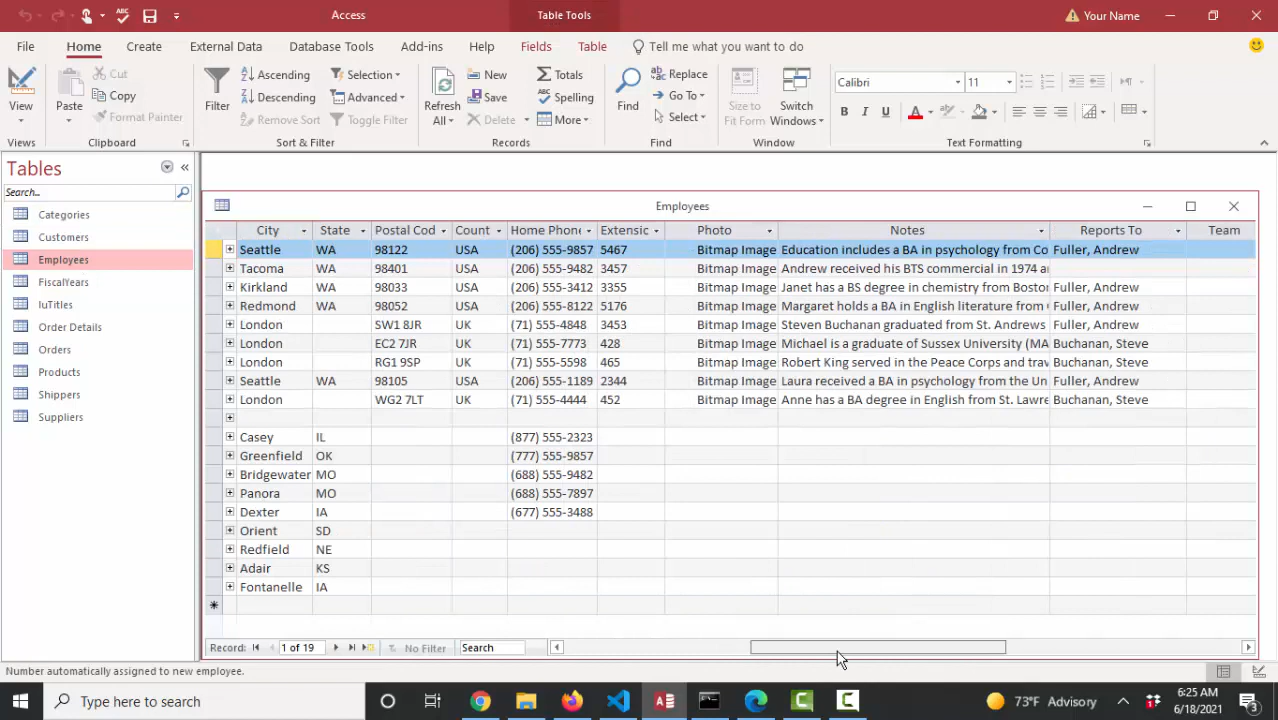 Access Table Tools Your Name
File Home Create External Data Database Tools Add-ins Help Fields Table Tell me what you want to do
View Paste Cut Copy Format Painter Filter Ascending Descending Remove Sort Selection Advanced Toggle Filter Refresh All New Save Delete Totals Spelling More Find Replace Go To Select Size to Fit Form Switch Windows Calibri 11 B I U A
Views Clipboard Sort & Filter Records Find Window Text Formatting
Tables
Search...
Categories
Customers
Employees
FiscalYears
luTitles
Order Details
Orders
Products
Shippers
Suppliers
Employees
City State Postal Cod Count Home Phone Extensic Photo Notes Reports To Team
Seattle WA 98122 USA (206) 555-9857 5467 Bitmap Image Education includes a BA in psychology from Co Fuller, Andrew
Tacoma WA 98401 USA (206) 555-9482 3457 Bitmap Image Andrew received his BTS commercial in 1974 a
Kirkland WA 98033 USA (206) 555-3412 3355 Bitmap Image Janet has a BS degree in chemistry from Bosto Fuller, Andrew
Redmond WA 98052 USA (206) 555-8122 5176 Bitmap Image Margaret holds a BA in English literature from Fuller, Andrew
London SW1 8JR UK (71) 555-4848 3453 Bitmap Image Steven Buchanan graduated from St. Andrews Fuller, Andrew
London EC2 7JR UK (71) 555-7773 428 Bitmap Image Michael is a graduate of Sussex University (MA Buchanan, Steve
London RG1 9SP UK (71) 555-5598 465 Bitmap Image Robert King served in the Peace Corps and trav Buchanan, Steve
Seattle WA 98105 USA (206) 555-1189 2344 Bitmap Image Laura received a BA in psychology from the Un Fuller, Andrew
London WG2 7LT UK (71) 555-4444 452 Bitmap Image Anne has a BA degree in English from St. Lawre Buchanan, Steve
Casey IL (877) 555-2323
Greenfield OK (777) 555-9857
Bridgewater MO (688) 555-9482
Panora MO (688) 555-7897
Dexter IA (677) 555-3488
Orient SD
Redfield NE
Adair KS
Fontanelle IA
Record: 1 of 19 No Filter Search
Number automatically assigned to new employee.
Type here to search 73°F Advisory 6:25 AM
6/18/2021 3